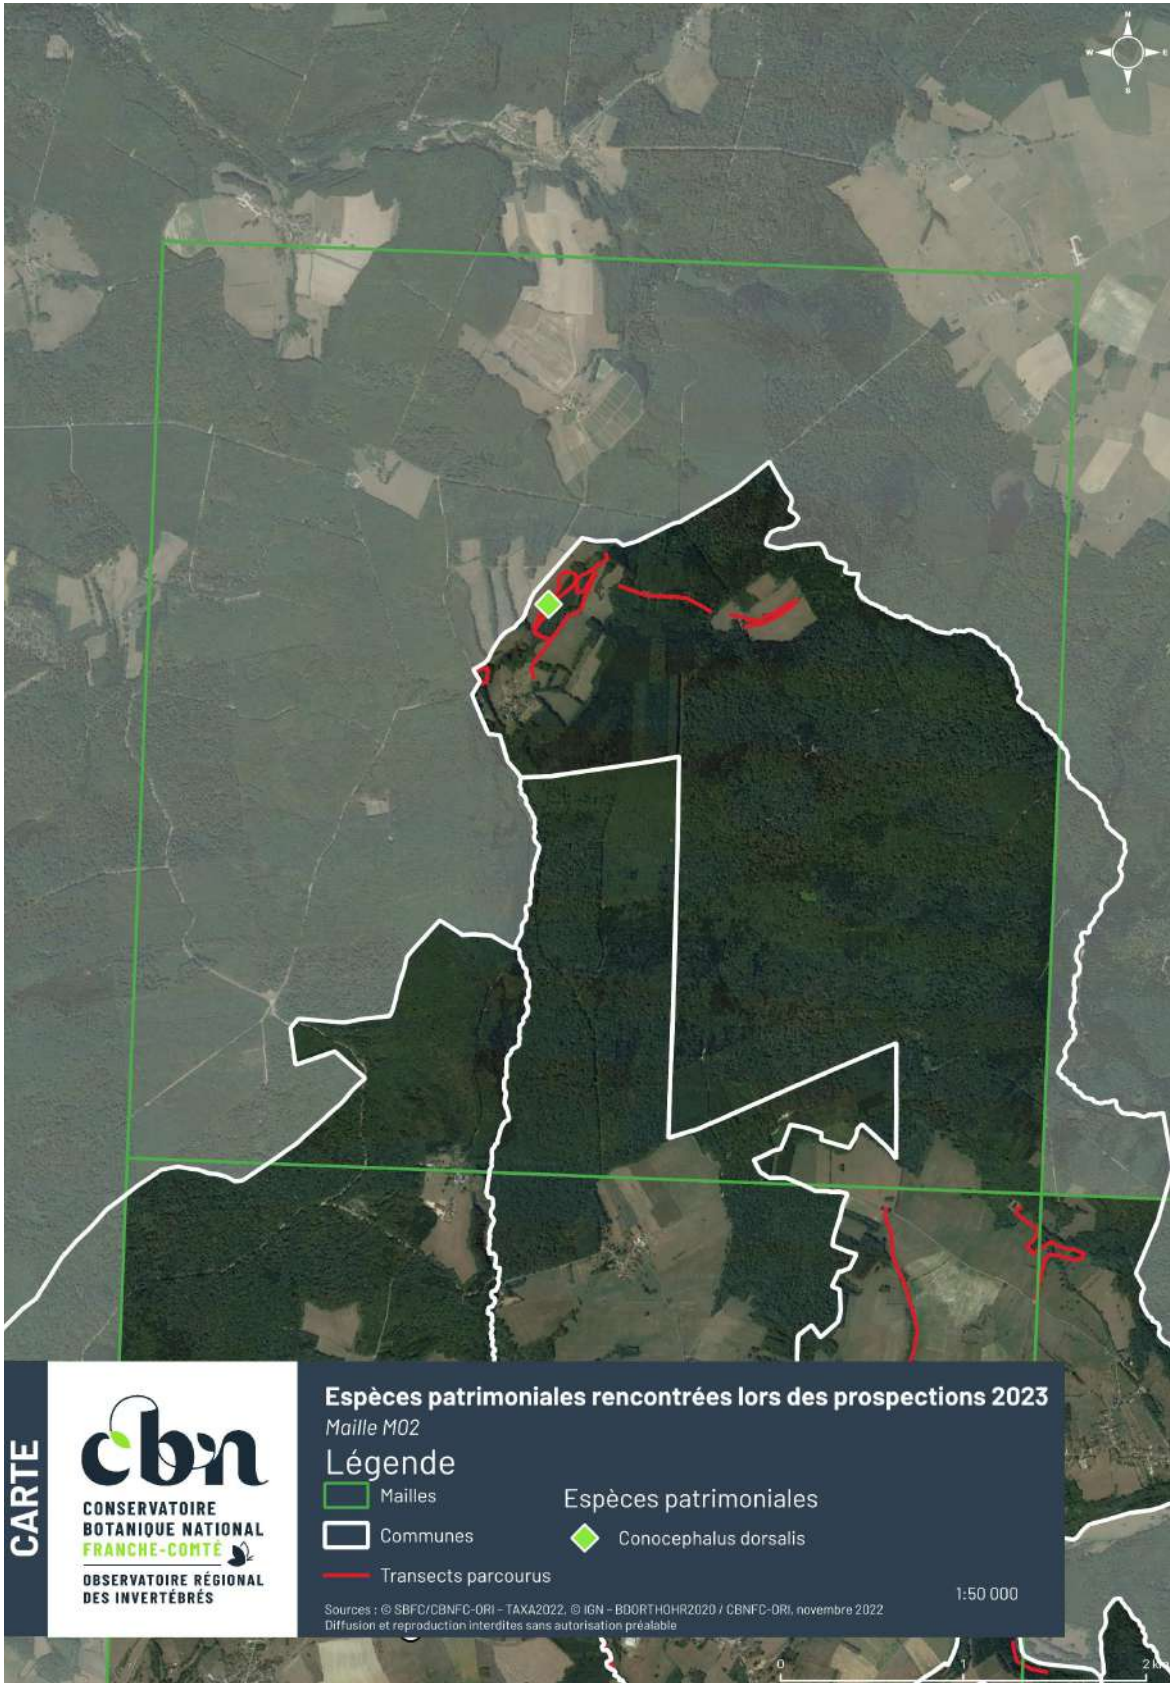 N
W
E
S
CARTE
cbn
CONSERVATOIRE
BOTANIQUE NATIONAL
FRANCHE-COMTÉ
OBSERVATOIRE RÉGIONAL
DES INVERTÉBRÉS
Espèces patrimoniales rencontrées lors des prospections 2023
Maille M02
Légende
Mailles
Communes
Transects parcourus
Espèces patrimoniales
Conocephalus dorsalis
1:50 000
Sources : © SBFC/CBNFC-ORI - TAXA2022, © IGN - BDORTHOHR2020 / CBNFC-ORI, novembre 2022
Diffusion et reproduction interdites sans autorisation préalable
0 1 2 km